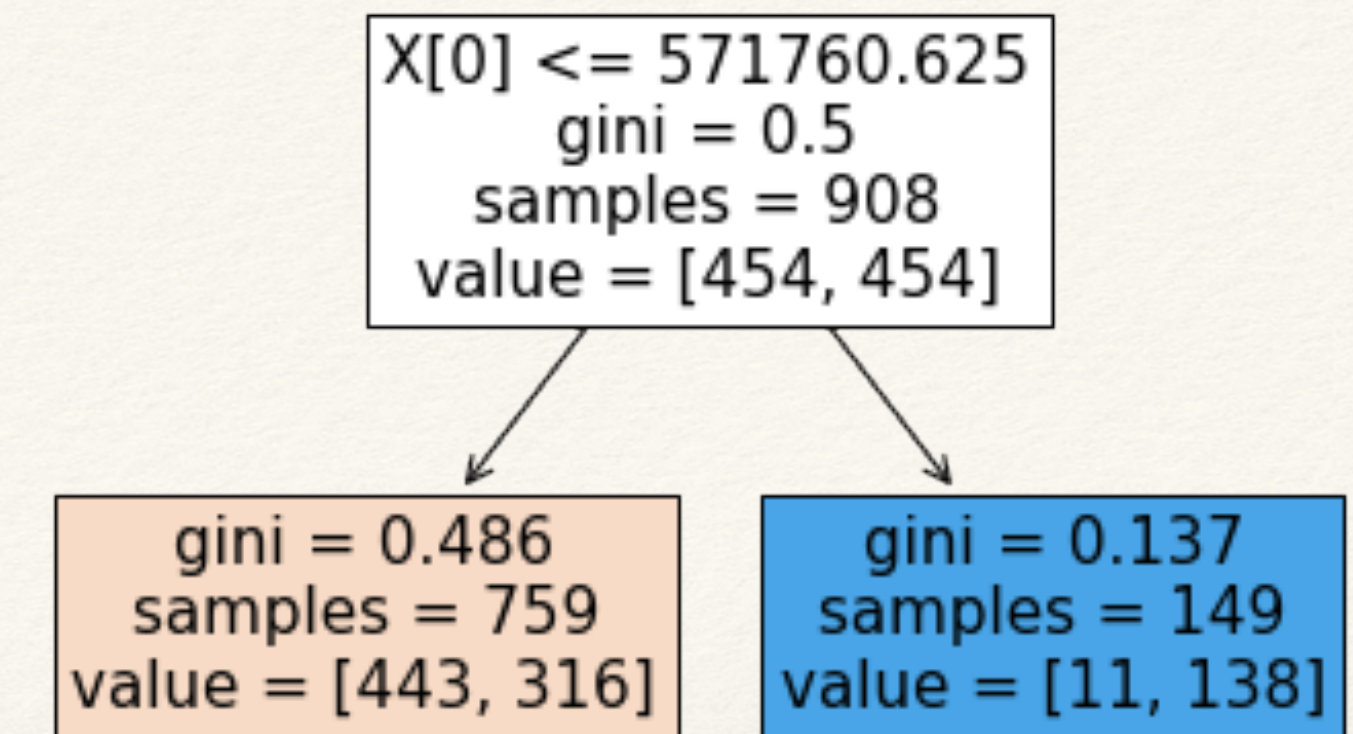 X[0] <= 571760.625
gini = 0.5
samples = 908
value = [454, 454]
gini = 0.486
samples = 759
value = [443, 316]
gini = 0.137
samples = 149
value = [11, 138]